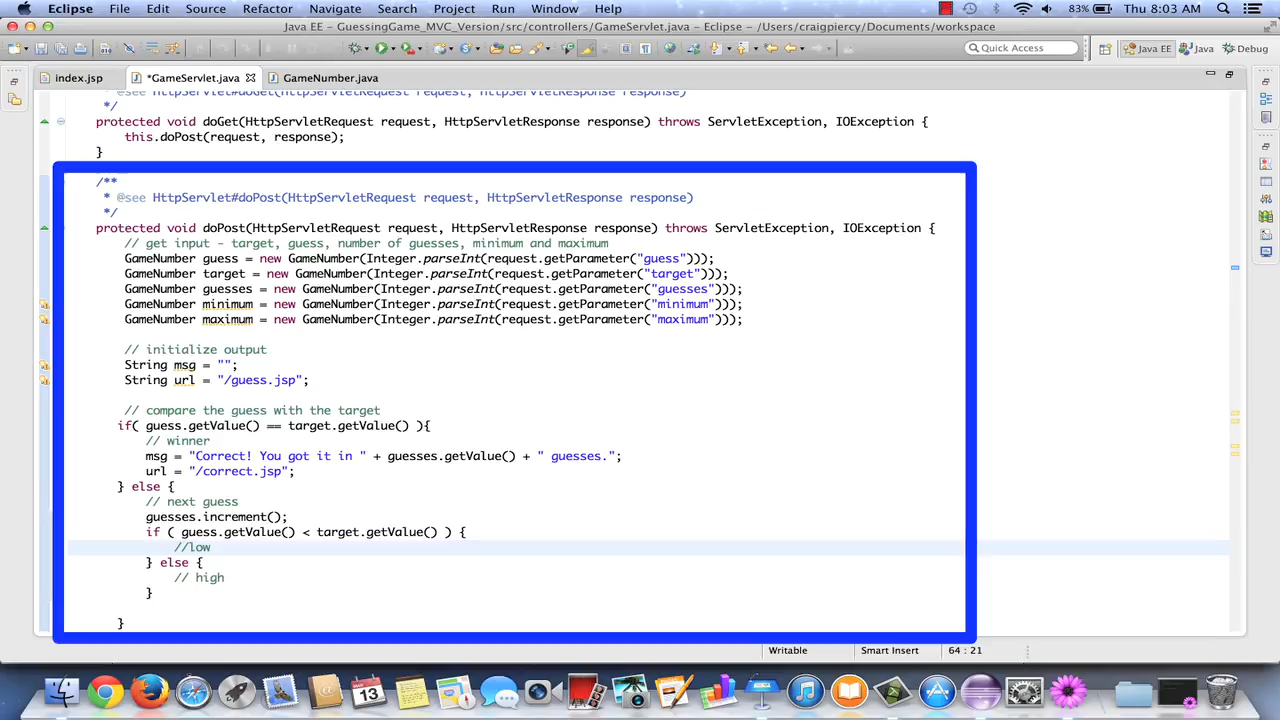 Eclipse File Edit Source Refactor Navigate Search Project Run Window Help 83% Thu 8:03 AM
Java EE – GuessingGame_MVC_Version/src/controllers/GameServlet.java – Eclipse – /Users/craigpiercy/Documents/workspace
Quick Access Java EE Java Debug
index.jsp *GameServlet.java GameNumber.java
* @see HttpServlet#doGet(HttpServletRequest request, HttpServletResponse response)
*/
protected void doGet(HttpServletRequest request, HttpServletResponse response) throws ServletException, IOException {
this.doPost(request, response);
}
/**
* @see HttpServlet#doPost(HttpServletRequest request, HttpServletResponse response)
*/
protected void doPost(HttpServletRequest request, HttpServletResponse response) throws ServletException, IOException {
// get input - target, guess, number of guesses, minimum and maximum
GameNumber guess = new GameNumber(Integer.parseInt(request.getParameter("guess")));
GameNumber target = new GameNumber(Integer.parseInt(request.getParameter("target")));
GameNumber guesses = new GameNumber(Integer.parseInt(request.getParameter("guesses")));
GameNumber minimum = new GameNumber(Integer.parseInt(request.getParameter("minimum")));
GameNumber maximum = new GameNumber(Integer.parseInt(request.getParameter("maximum")));
// initialize output
String msg = "";
String url = "/guess.jsp";
// compare the guess with the target
if( guess.getValue() == target.getValue() ){
// winner
msg = "Correct! You got it in " + guesses.getValue() + " guesses.";
url = "/correct.jsp";
} else {
// next guess
guesses.increment();
if ( guess.getValue() < target.getValue() ) {
//low
} else {
// high
}
}
Writable Smart Insert 64 : 21